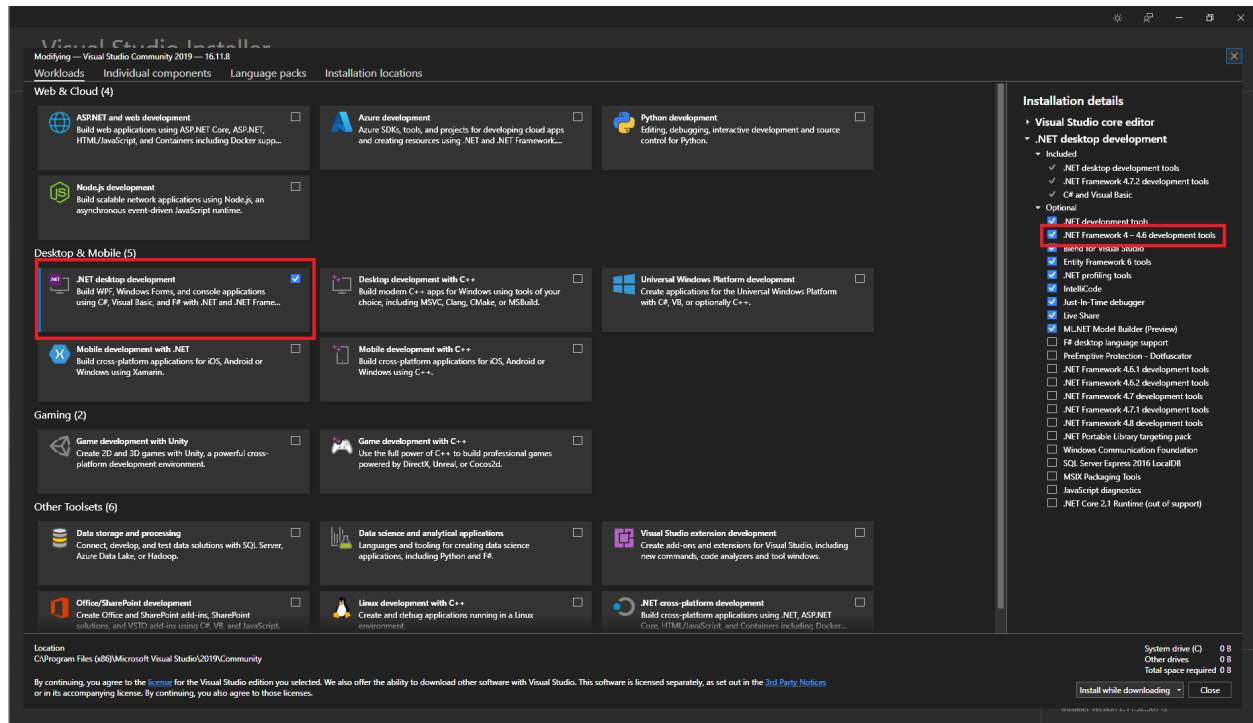 Visual Studio Installer
Modifying — Visual Studio Community 2019 — 16.11.8
Workloads Individual components Language packs Installation locations
Web & Cloud (4)
ASP.NET and web development
Build web applications using ASP.NET Core, ASP.NET,
HTML/JavaScript, and Containers including Docker supp...
Azure development
Azure SDKs, tools, and projects for developing cloud apps
and creating resources using .NET and .NET Framework....
Python development
Editing, debugging, interactive development and source
control for Python.
Node.js development
Build scalable network applications using Node.js, an
asynchronous event-driven JavaScript runtime.
Desktop & Mobile (5)
.NET desktop development
Build WPF, Windows Forms, and console applications
using C#, Visual Basic, and F# with .NET and .NET Frame...
Desktop development with C++
Build modern C++ apps for Windows using tools of your
choice, including MSVC, Clang, CMake, or MSBuild.
Universal Windows Platform development
Create applications for the Universal Windows Platform
with C#, VB, or optionally C++.
Mobile development with .NET
Build cross-platform applications for iOS, Android or
Windows using Xamarin.
Mobile development with C++
Build cross-platform applications for iOS, Android or
Windows using C++.
Gaming (2)
Game development with Unity
Create 2D and 3D games with Unity, a powerful cross-
platform development environment.
Game development with C++
Use the full power of C++ to build professional games
powered by DirectX, Unreal, or Cocos2d.
Other Toolsets (6)
Data storage and processing
Connect, develop, and test data solutions with SQL Server,
Azure Data Lake, or Hadoop.
Data science and analytical applications
Languages and tooling for creating data science
applications, including Python and F#.
Visual Studio extension development
Create add-ons and extensions for Visual Studio, including
new commands, code analyzers and tool windows.
Office/SharePoint development
Create Office and SharePoint add-ins, SharePoint
solutions, and VSTO add-ins using C#, VB, and JavaScript.
Linux development with C++
Create and debug applications running in a Linux
environment.
.NET cross-platform development
Build cross-platform applications using .NET, ASP.NET
Core, HTML/JavaScript, and Containers including Docker...
Installation details
Visual Studio core editor
.NET desktop development
Included
.NET desktop development tools
.NET Framework 4.7.2 development tools
C# and Visual Basic
Optional
.NET development tools
.NET Framework 4 – 4.6 development tools
Blend for Visual Studio
Entity Framework 6 tools
.NET profiling tools
IntelliCode
Just-In-Time debugger
Live Share
ML.NET Model Builder (Preview)
F# desktop language support
PreEmptive Protection - Dotfuscator
.NET Framework 4.6.1 development tools
.NET Framework 4.6.2 development tools
.NET Framework 4.7 development tools
.NET Framework 4.7.1 development tools
.NET Framework 4.8 development tools
.NET Portable Library targeting pack
Windows Communication Foundation
SQL Server Express 2016 LocalDB
MSIX Packaging Tools
JavaScript diagnostics
.NET Core 2.1 Runtime (out of support)
Location
C:\Program Files (x86)\Microsoft Visual Studio\2019\Community
By continuing, you agree to the license for the Visual Studio edition you selected. We also offer the ability to download other software with Visual Studio. This software is licensed separately, as set out in the 3rd Party Notices
or in its accompanying license. By continuing, you also agree to those licenses.
System drive (C) 0 B
Other drives 0 B
Total space required 0 B
Install while downloading Close